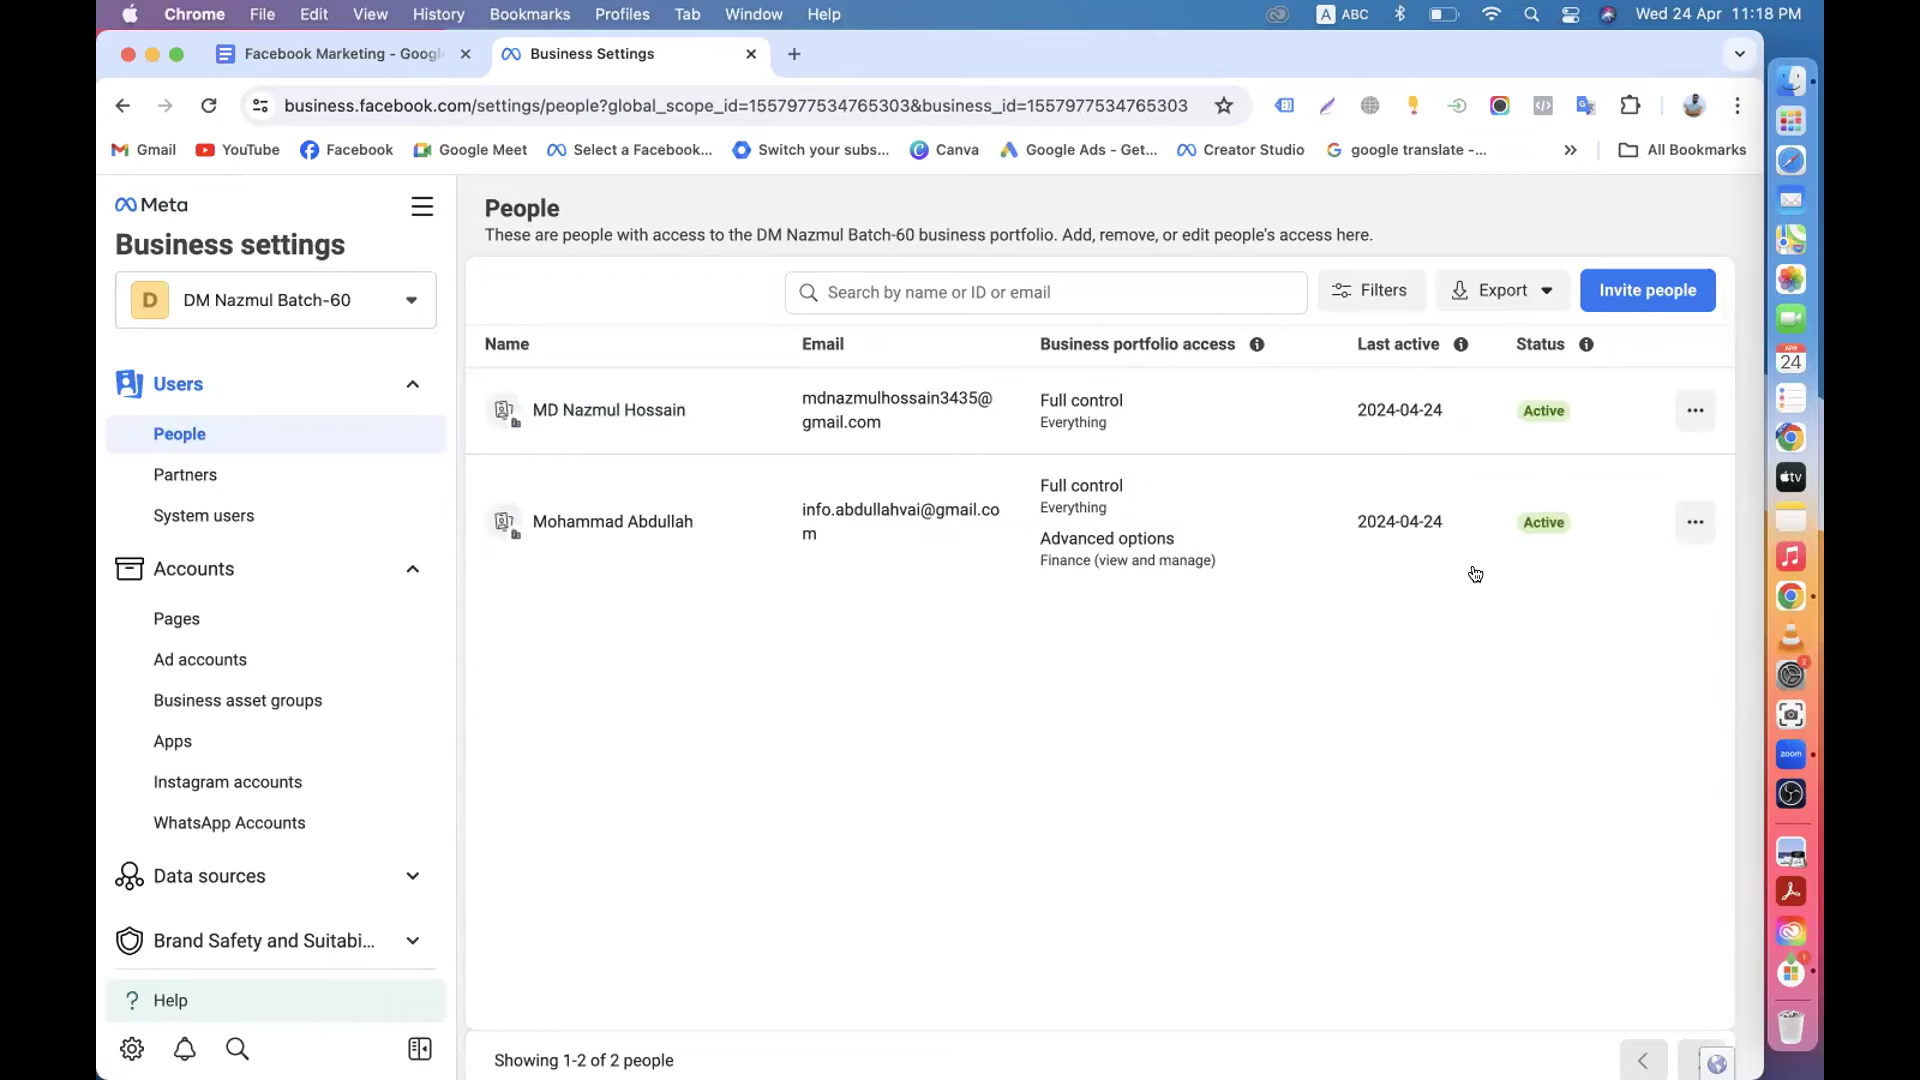 Chrome File Edit View History Bookmarks Profiles Tab Window Help A ABC Wed 24 Apr 11:18 PM
Facebook Marketing - Googl Business Settings
business.facebook.com/settings/people?global_scope_id=1557977534765303&business_id=1557977534765303
Gmail YouTube Facebook Google Meet Select a Facebook... Switch your subs... Canva Google Ads - Get... Creator Studio google translate -... All Bookmarks
Meta
Business settings
D DM Nazmul Batch-60
Users
People
Partners
System users
Accounts
Pages
Ad accounts
Business asset groups
Apps
Instagram accounts
WhatsApp Accounts
Data sources
Brand Safety and Suitabi...
? Help
People
These are people with access to the DM Nazmul Batch-60 business portfolio. Add, remove, or edit people's access here.
Search by name or ID or email Filters Export Invite people
Name Email Business portfolio access Last active Status
MD Nazmul Hossain mdnazmulhossain3435@
gmail.com Full control
Everything 2024-04-24 Active
Mohammad Abdullah info.abdullahvai@gmail.co
m Full control
Everything
Advanced options
Finance (view and manage) 2024-04-24 Active
Showing 1-2 of 2 people
APR
24
tv
zoom